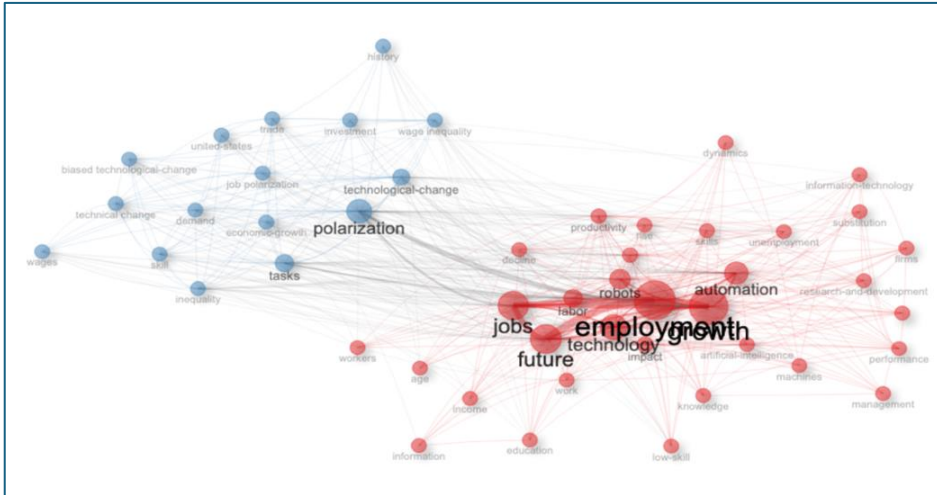 history
trade
investment
wage inequality
united-states
biased technological-change
job polarization
technological-change
technical change
demand
economic-growth
polarization
wages
skill
tasks
inequality
dynamics
information-technology
substitution
productivity
rise
skills
unemployment
decline
firms
robots
automation
research-and-development
labor
jobs
employment
growth
technology
future
impact
artificial-intelligence
performance
workers
age
work
machines
income
knowledge
management
information
education
low-skill